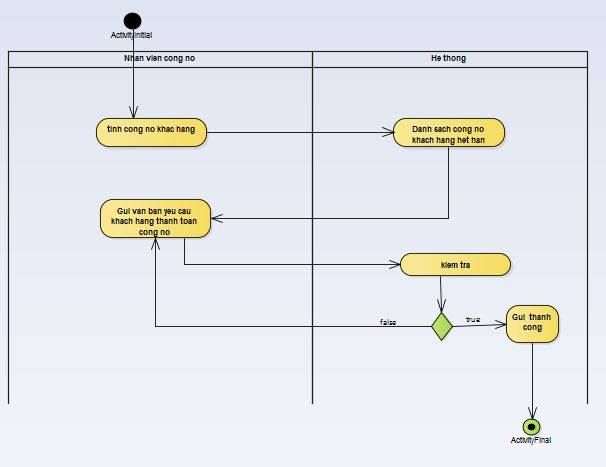 ActivityInitial
Nhan vien cong no
He thong
tinh cong no khac hang
Danh sach cong no
khach hang het han
Gui van ban yeu cau
khach hang thanh toan
cong no
kiem tra
false
true
Gui thanh
cong
ActivityFinal